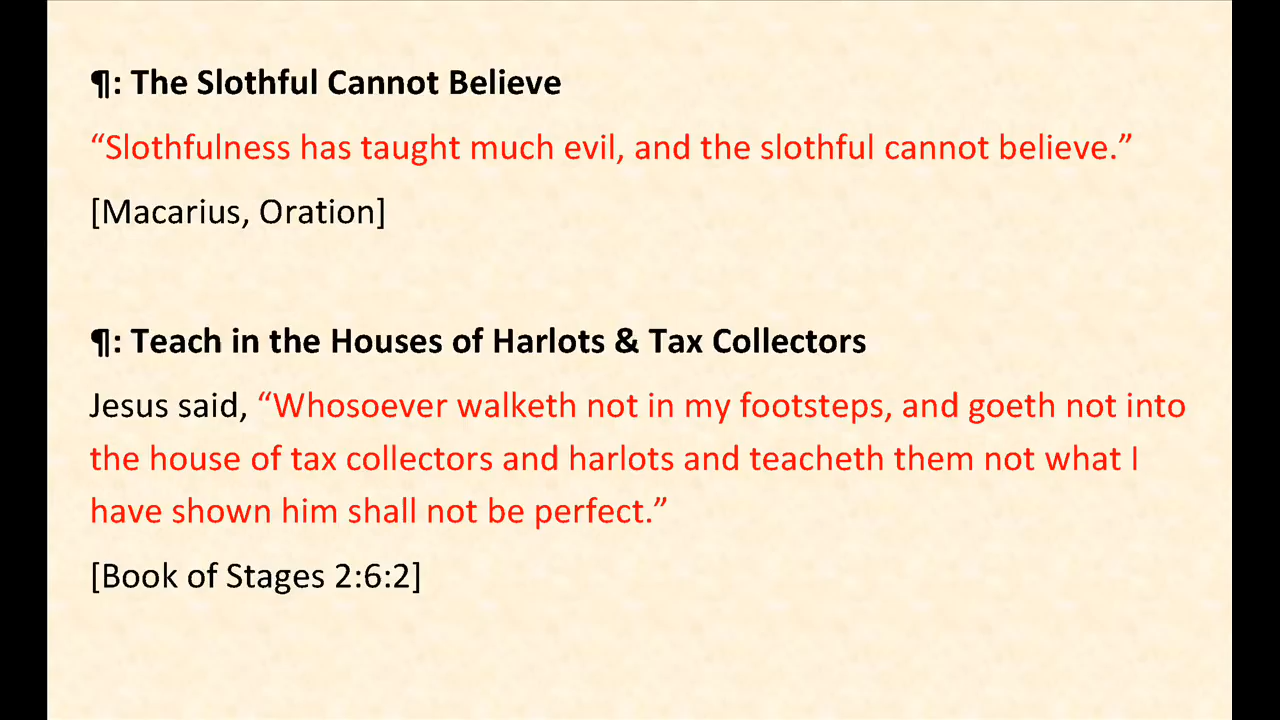 ¶: The Slothful Cannot Believe
“Slothfulness has taught much evil, and the slothful cannot believe.”
[Macarius, Oration]
¶: Teach in the Houses of Harlots & Tax Collectors
Jesus said, “Whosoever walketh not in my footsteps, and goeth not into
the house of tax collectors and harlots and teacheth them not what I
have shown him shall not be perfect.”
[Book of Stages 2:6:2]